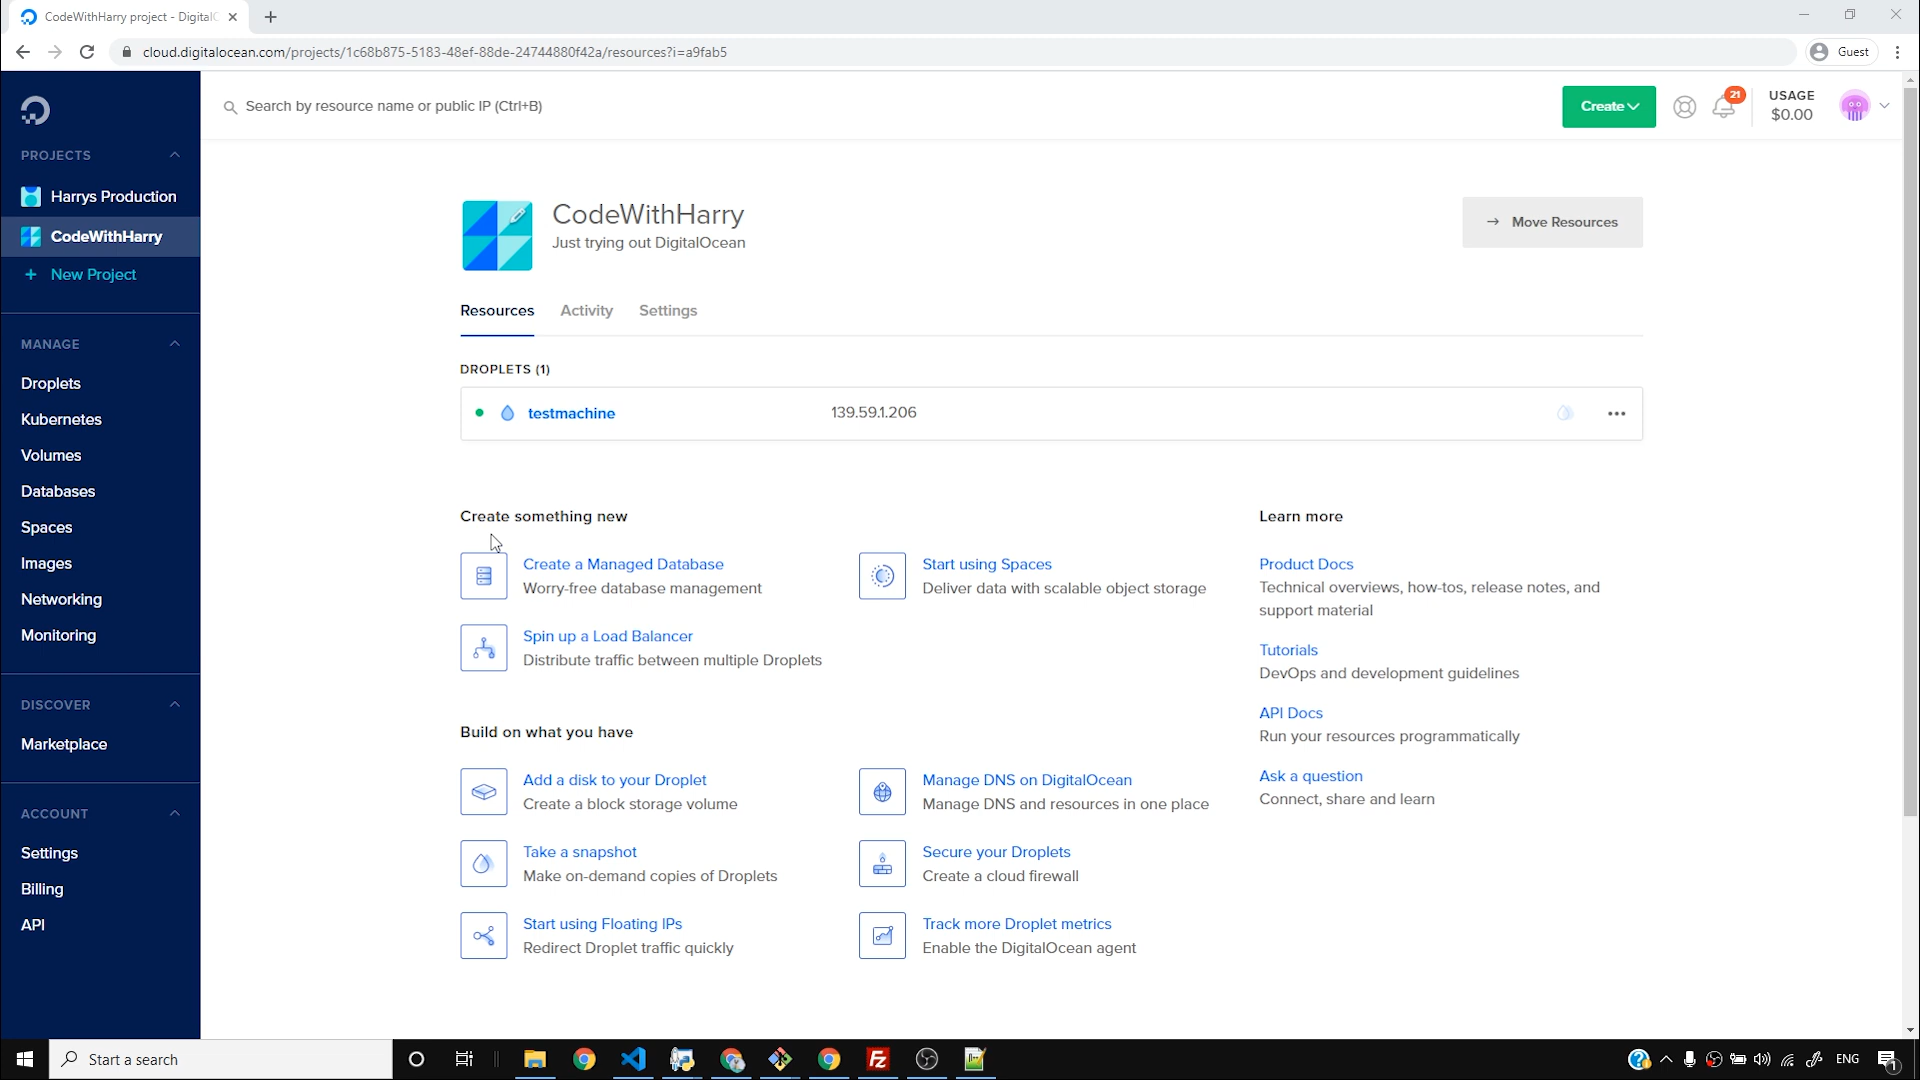 CodeWithHarry project - Digital
cloud.digitalocean.com/projects/1c68b875-5183-48ef-88de-24744880f42a/resources?i=a9fab5
Guest
Search by resource name or public IP (Ctrl+B)
Create
21
USAGE
$0.00
PROJECTS
Harrys Production
CodeWithHarry
+ New Project
MANAGE
Droplets
Kubernetes
Volumes
Databases
Spaces
Images
Networking
Monitoring
DISCOVER
Marketplace
ACCOUNT
Settings
Billing
API
CodeWithHarry
Just trying out DigitalOcean
→ Move Resources
Resources Activity Settings
DROPLETS (1)
testmachine 139.59.1.206
Create something new
Create a Managed Database
Worry-free database management
Start using Spaces
Deliver data with scalable object storage
Spin up a Load Balancer
Distribute traffic between multiple Droplets
Build on what you have
Add a disk to your Droplet
Create a block storage volume
Manage DNS on DigitalOcean
Manage DNS and resources in one place
Take a snapshot
Make on-demand copies of Droplets
Secure your Droplets
Create a cloud firewall
Start using Floating IPs
Redirect Droplet traffic quickly
Track more Droplet metrics
Enable the DigitalOcean agent
Learn more
Product Docs
Technical overviews, how-tos, release notes, and
support material
Tutorials
DevOps and development guidelines
API Docs
Run your resources programmatically
Ask a question
Connect, share and learn
Start a search
ENG
1